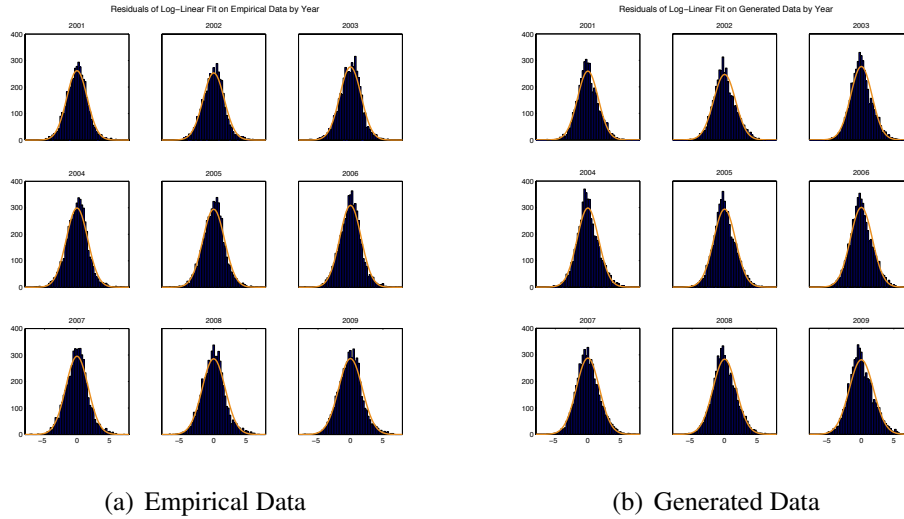 Residuals of Log−Linear Fit on Empirical Data by Year
2001 2002 2003
400
300
200
100
0
2004 2005 2006
400
300
200
100
0
2007 2008 2009
400
300
200
100
0
−5 0 5 −5 0 5 −5 0 5
(a) Empirical Data
Residuals of Log−Linear Fit on Generated Data by Year
2001 2002 2003
400
300
200
100
0
2004 2005 2006
400
300
200
100
0
2007 2008 2009
400
300
200
100
0
−5 0 5 −5 0 5 −5 0 5
(b) Generated Data